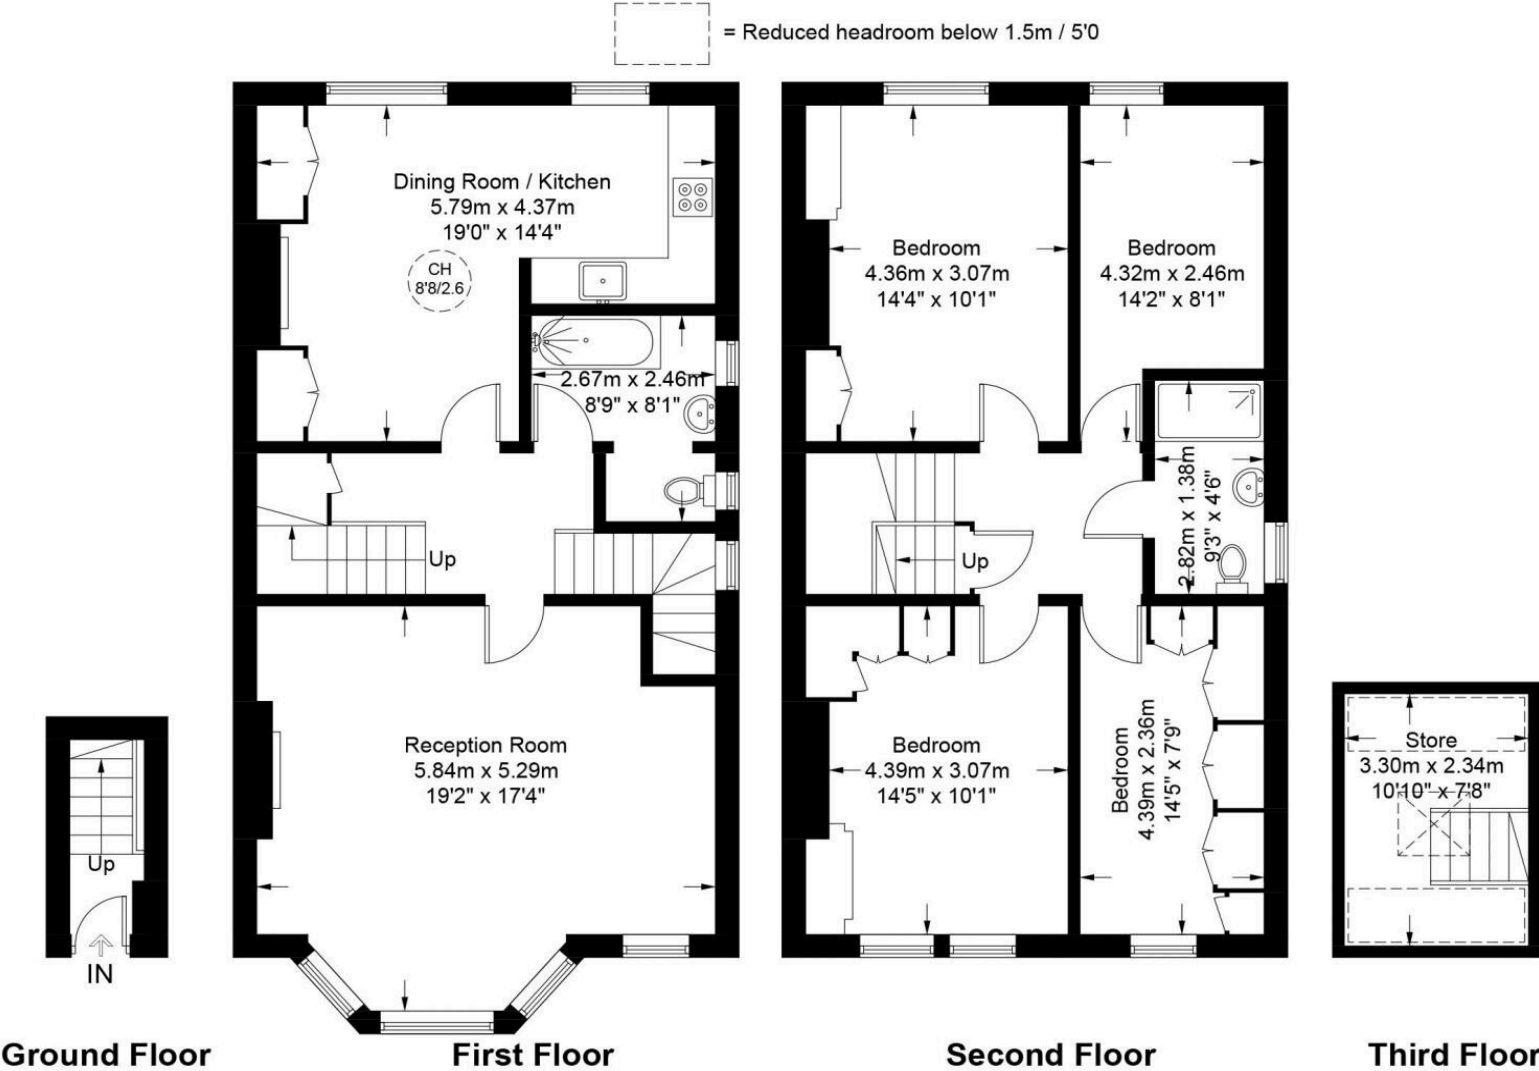 = Reduced headroom below 1.5m / 5'0
Dining Room / Kitchen
5.79m x 4.37m
19'0" x 14'4"
CH
8'8/2.6
2.67m x 2.46m
8'9" x 8'1"
Up
Reception Room
5.84m x 5.29m
19'2" x 17'4"
Up
IN
Bedroom
4.36m x 3.07m
14'4" x 10'1"
Bedroom
4.32m x 2.46m
14'2" x 8'1"
2.82m x 1.38m
9'3" x 4'6"
Up
Bedroom
4.39m x 3.07m
14'5" x 10'1"
Bedroom
4.39m x 2.36m
14'5" x 7'9"
Store
3.30m x 2.34m
10'10" x 7'8"
Ground Floor
First Floor
Second Floor
Third Floor